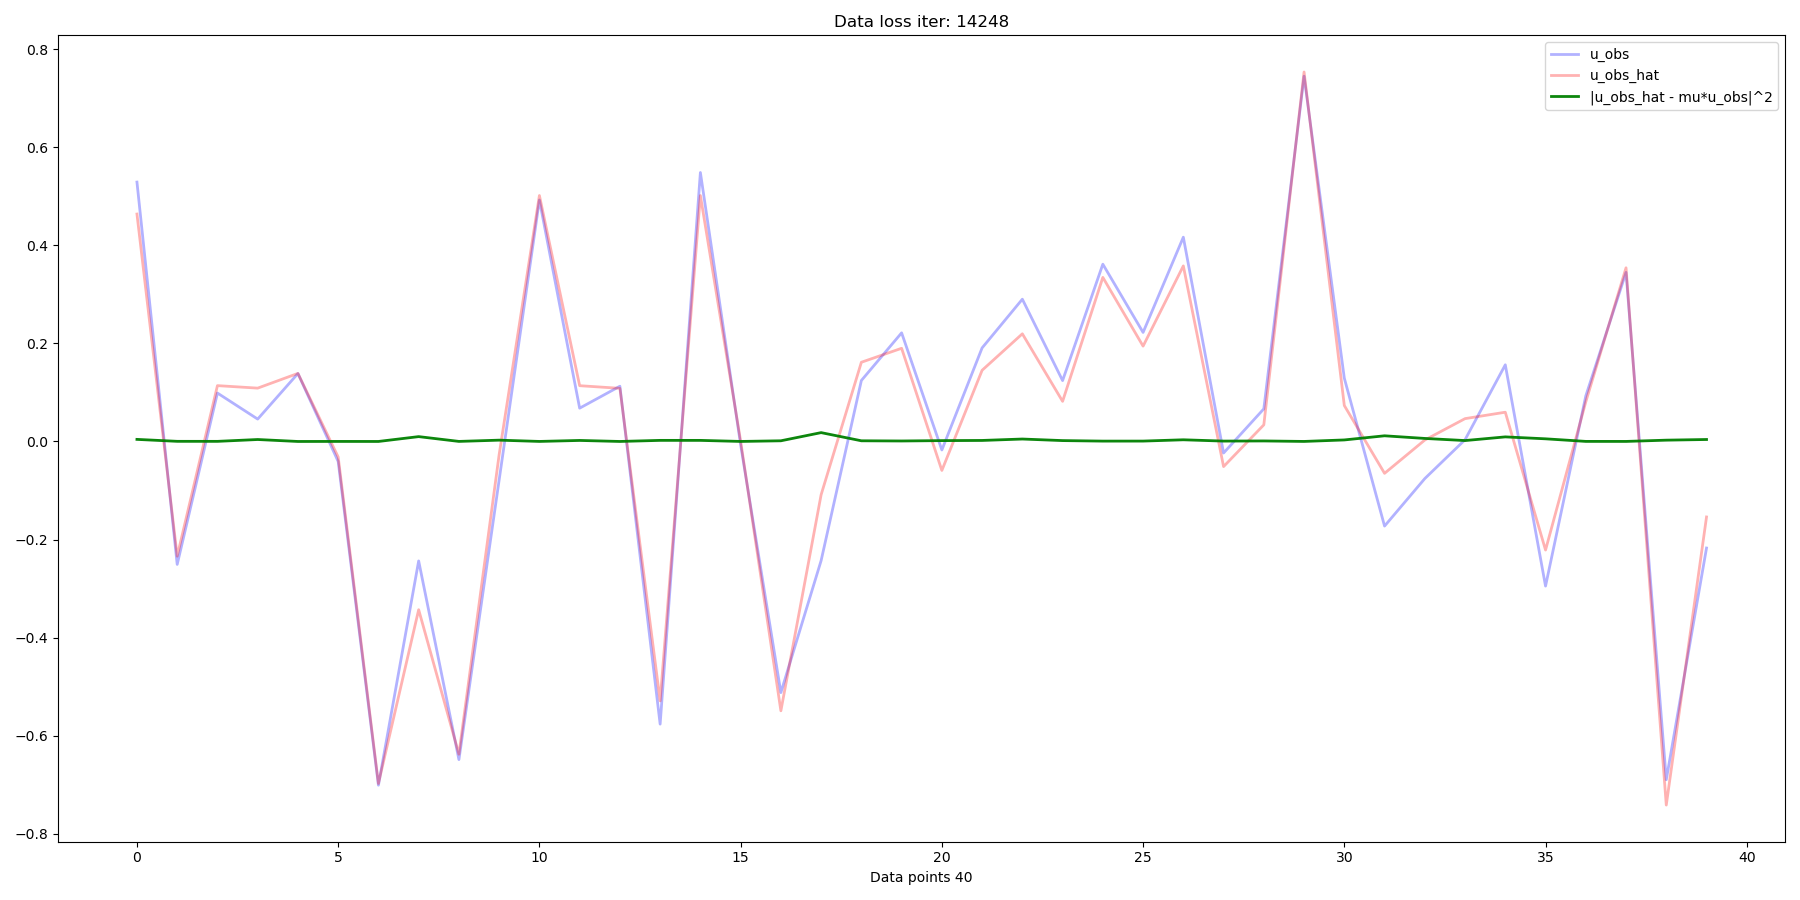 Data loss iter: 14248
u_obs
u_obs_hat
|u_obs_hat - mu*u_obs|^2
0.8
0.6
0.4
0.2
0.0
−0.2
−0.4
−0.6
−0.8
0 5 10 15 20 25 30 35 40
Data points 40